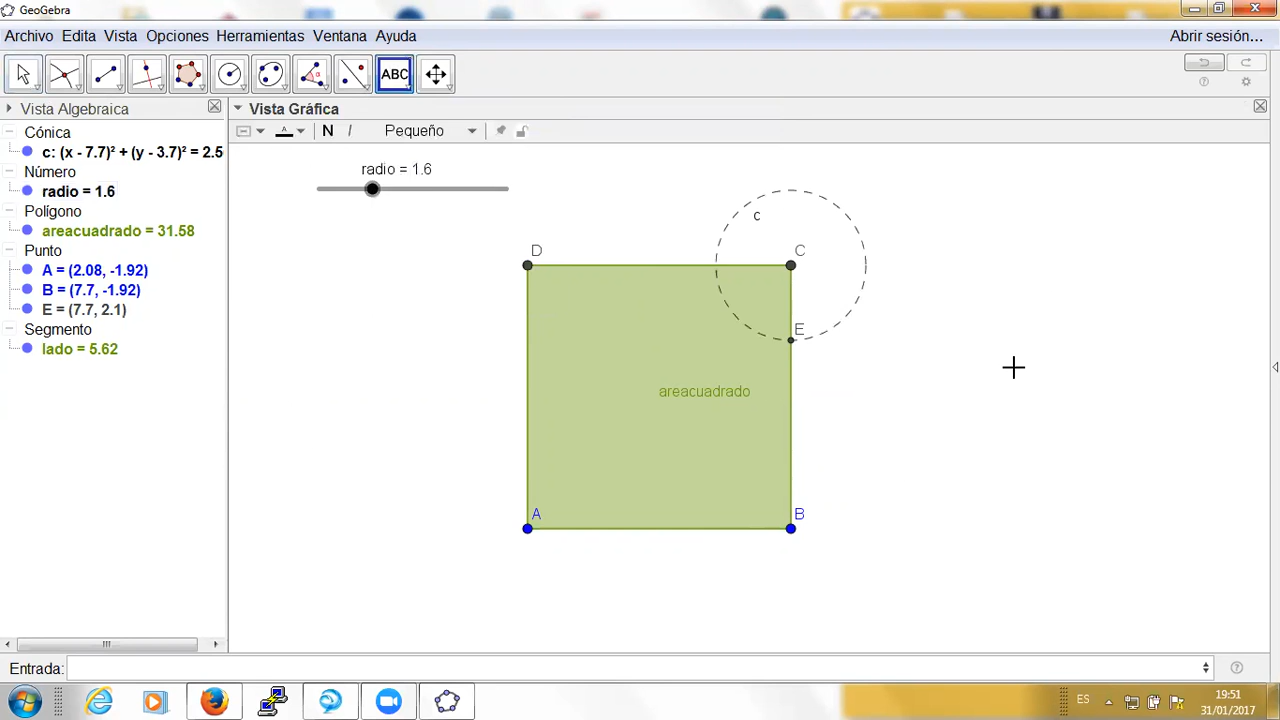 GeoGebra
Archivo Edita Vista Opciones Herramientas Ventana Ayuda Abrir sesión...
ABC
Vista Algebraica
Vista Gráfica
N I Pequeño
Cónica
c: (x - 7.7)² + (y - 3.7)² = 2.5
Número
radio = 1.6
Polígono
areacuadrado = 31.58
Punto
A = (2.08, -1.92)
B = (7.7, -1.92)
E = (7.7, 2.1)
Segmento
lado = 5.62
radio = 1.6
c
D
C
E
areacuadrado
A
B
Entrada:
ES
19:51
31/01/2017